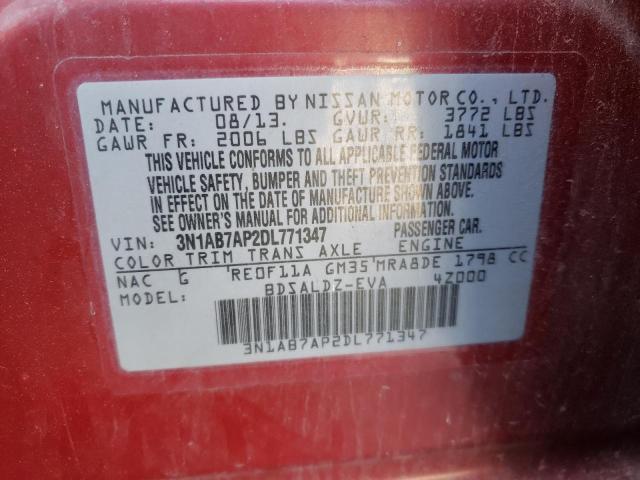 MANUFACTURED BY NISSAN MOTOR CO., LTD.
DATE: 08/13. GVWR: 3772 LBS
GAWR FR: 2006 LBS GAWR RR: 1841 LBS
THIS VEHICLE CONFORMS TO ALL APPLICABLE FEDERAL MOTOR
VEHICLE SAFETY, BUMPER AND THEFT PREVENTION STANDARDS
IN EFFECT ON THE DATE OF MANUFACTURE SHOWN ABOVE.
SEE OWNER'S MANUAL FOR ADDITIONAL INFORMATION
VIN: 3N1AB7AP2DL771347 PASSENGER CAR.
COLOR TRIM TRANS AXLE ENGINE
NAC G RE0F11A GM35 MRA8DE 1798 CC
MODEL: BDSALDZ-EVA 4Z000
3N1AB7AP2DL771347